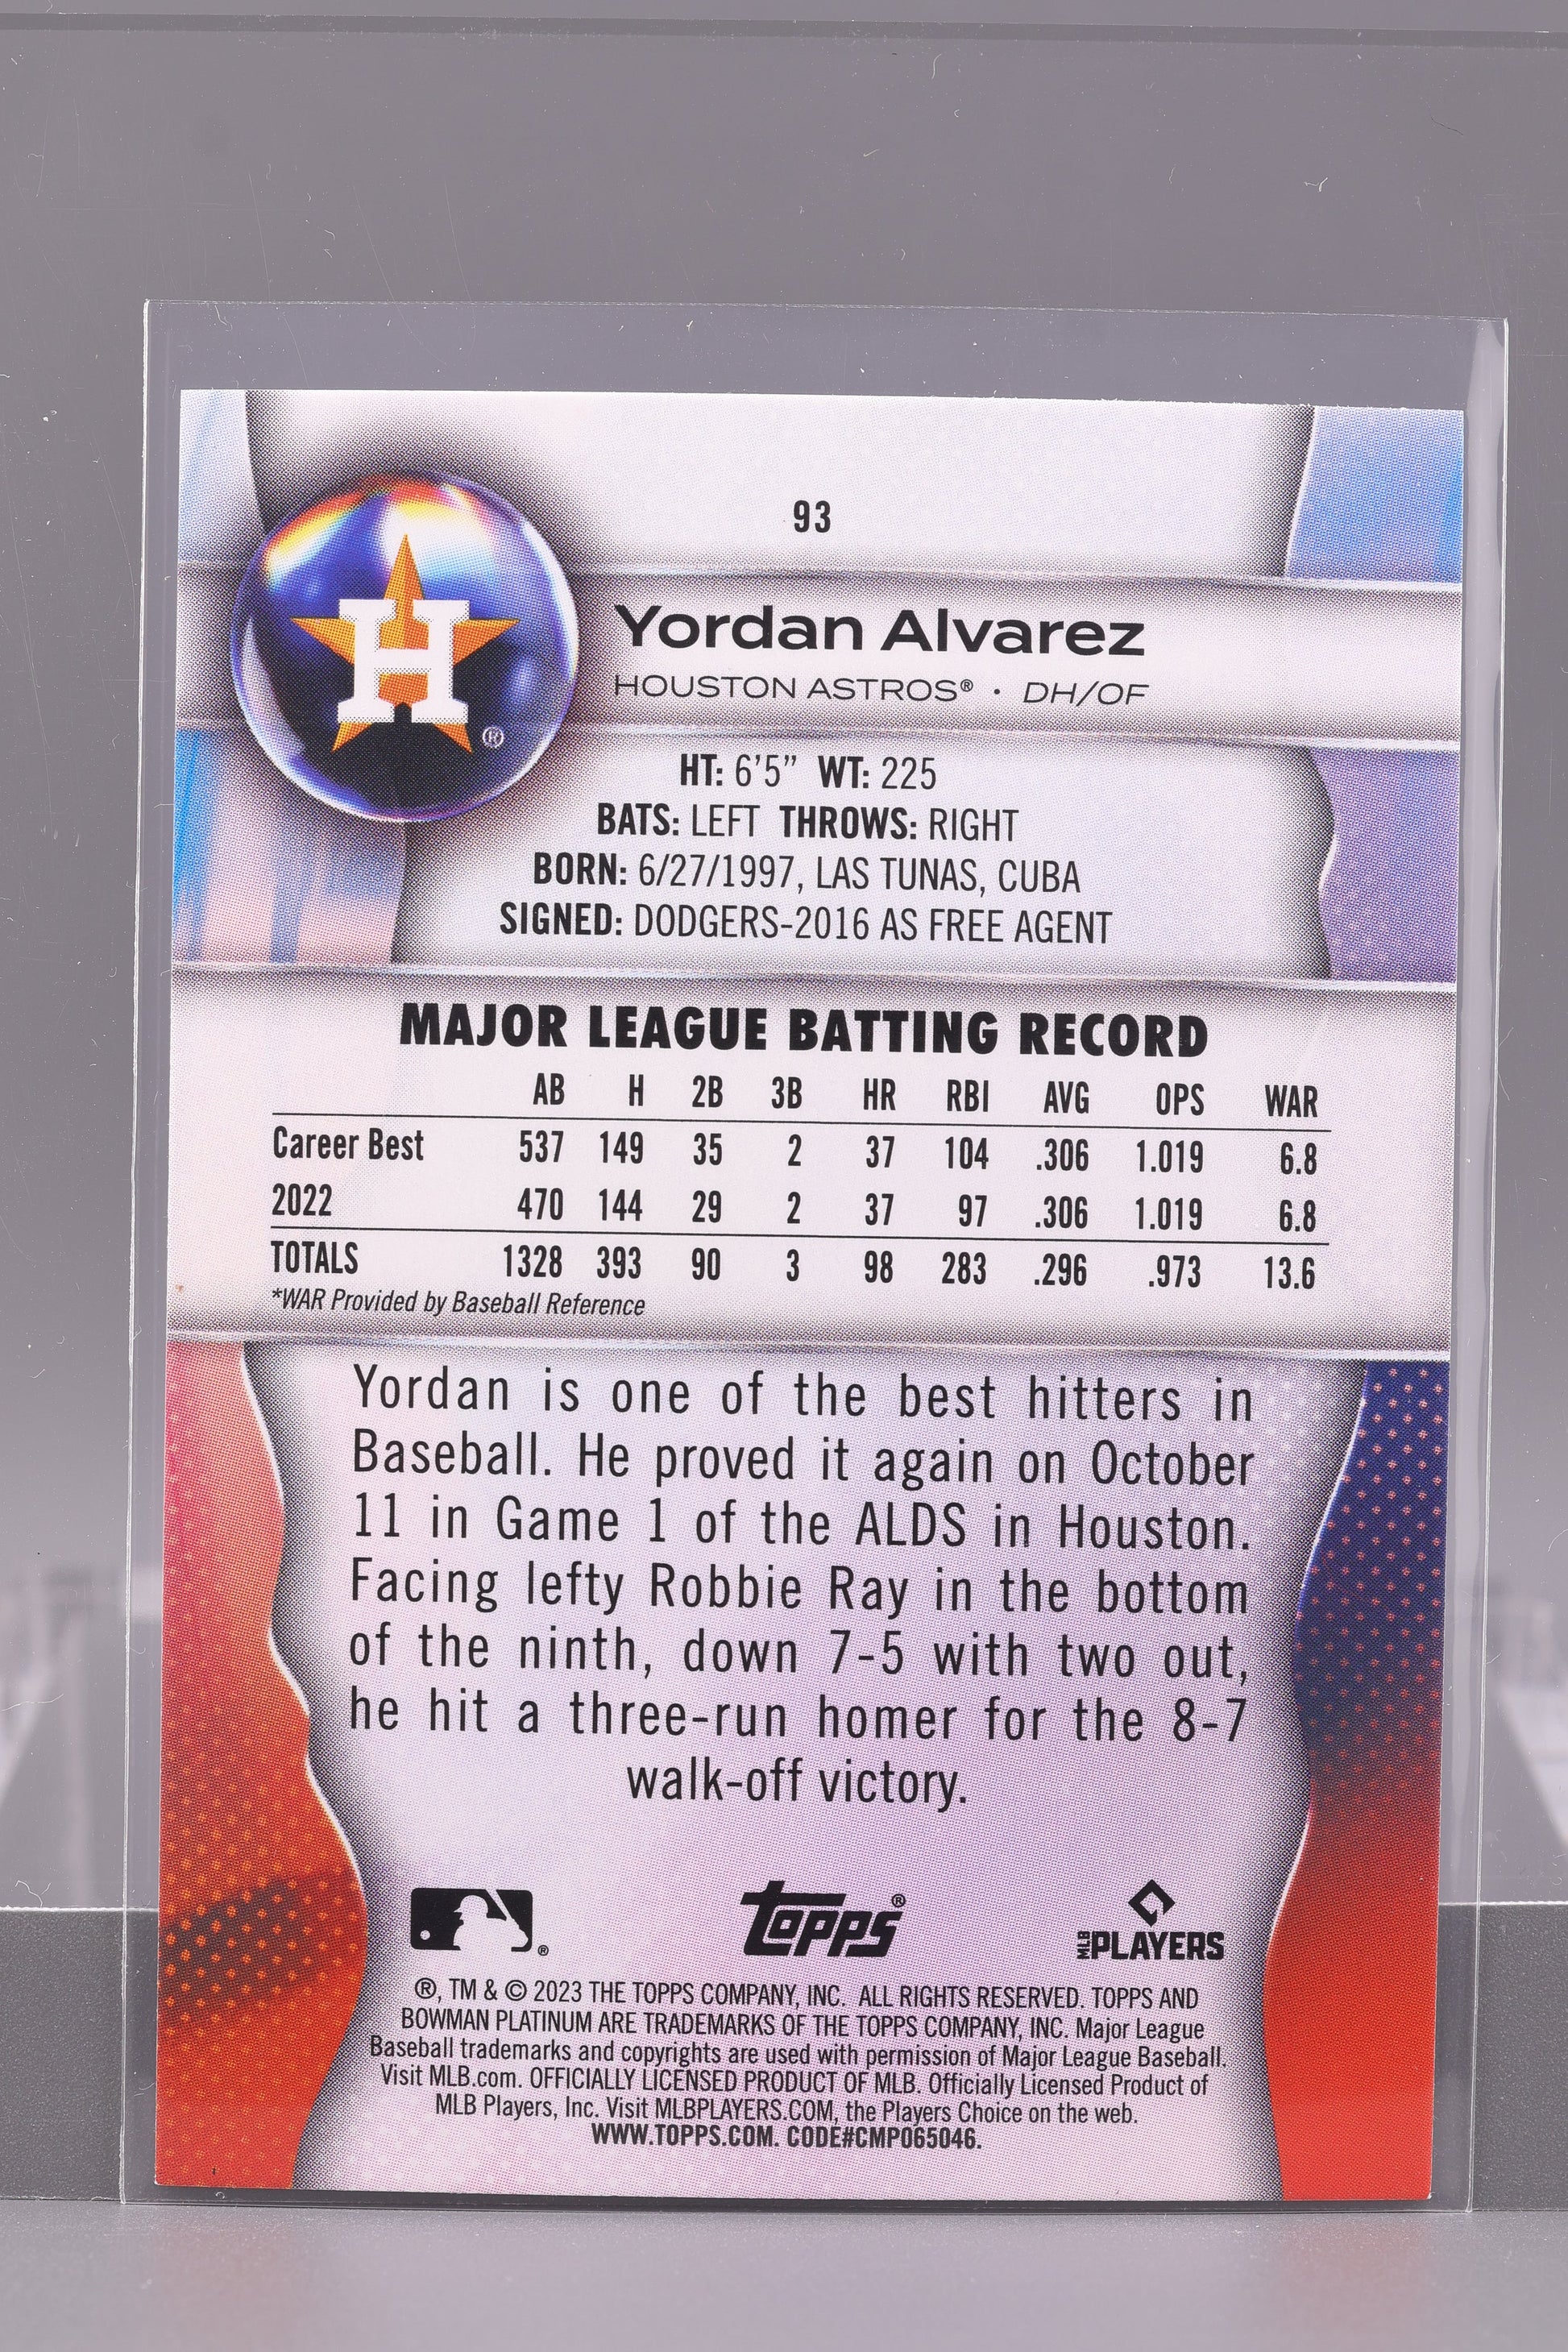 93
Yordan Alvarez
HOUSTON ASTROS® • DH/OF
H
®
HT: 6'5” WT: 225
BATS: LEFT THROWS: RIGHT
BORN: 6/27/1997, LAS TUNAS, CUBA
SIGNED: DODGERS-2016 AS FREE AGENT
MAJOR LEAGUE BATTING RECORD
AB H 2B 3B HR RBI AVG OPS WAR
Career Best 537 149 35 2 37 104 .306 1.019 6.8
2022 470 144 29 2 37 97 .306 1.019 6.8
TOTALS 1328 393 90 3 98 283 .296 .973 13.6
*WAR Provided by Baseball Reference
Yordan is one of the best hitters in
Baseball. He proved it again on October
11 in Game 1 of the ALDS in Houston.
Facing lefty Robbie Ray in the bottom
of the ninth, down 7-5 with two out,
he hit a three-run homer for the 8-7
walk-off victory.
® topps® MLB PLAYERS
®, TM & © 2023 THE TOPPS COMPANY, INC. ALL RIGHTS RESERVED. TOPPS AND
BOWMAN PLATINUM ARE TRADEMARKS OF THE TOPPS COMPANY, INC. Major League
Baseball trademarks and copyrights are used with permission of Major League Baseball.
Visit MLB.com. OFFICIALLY LICENSED PRODUCT OF MLB. Officially Licensed Product of
MLB Players, Inc. Visit MLBPLAYERS.COM, the Players Choice on the web.
WWW.TOPPS.COM. CODE#CMP065046.